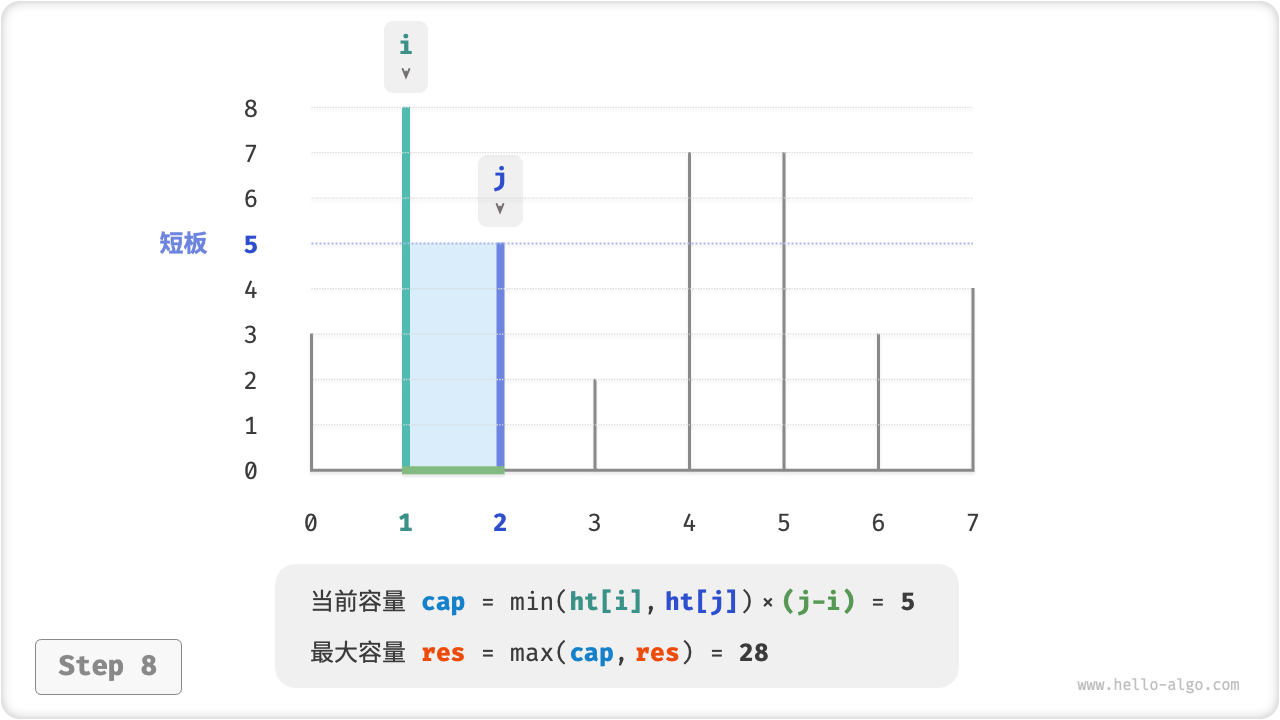 i
8
7
j
6
短板 5
4
3
2
1
0
0 1 2 3 4 5 6 7
当前容量 cap = min(ht[i], ht[j]) × (j-i) = 5
最大容量 res = max(cap, res) = 28
Step 8
www.hello-algo.com